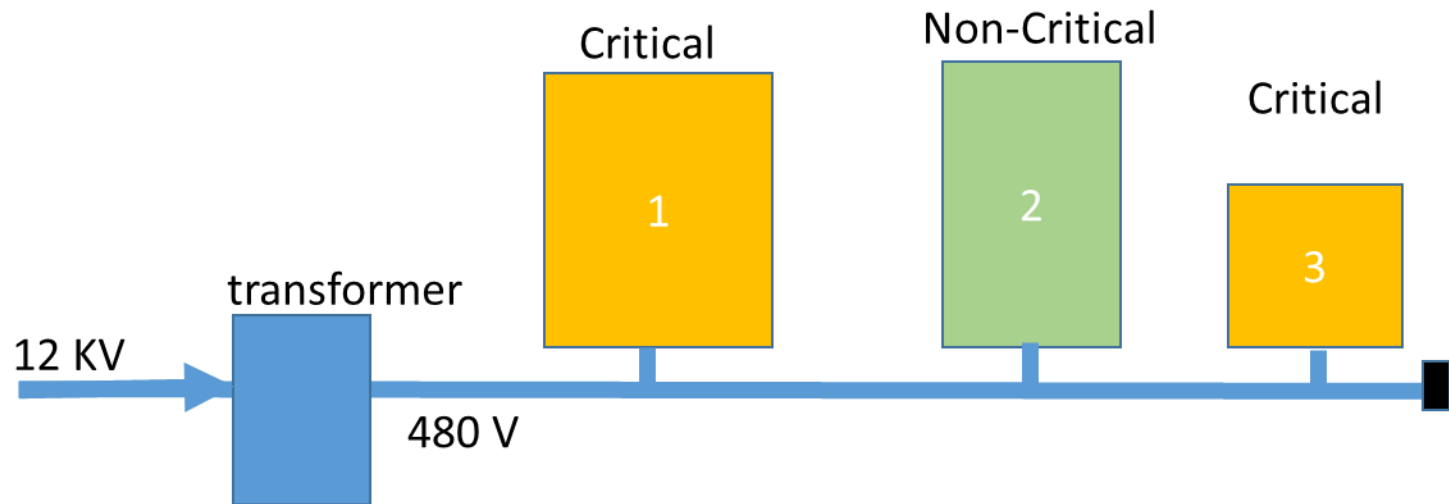 Critical
Non-Critical
Critical
1
2
3
transformer
12 KV
480 V